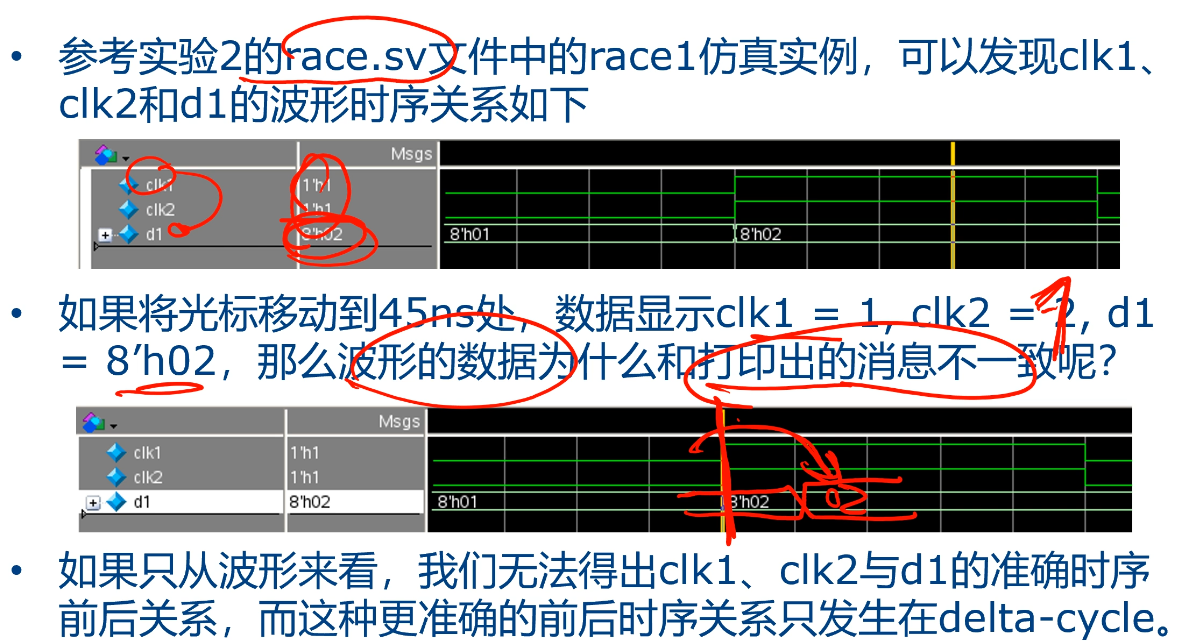 • 参考实验2的race.sv文件中的race1仿真实例，可以发现clk1、
clk2和d1的波形时序关系如下
Msgs
clk1 1'h1
clk2 1'h1
d1 8'h02 8'h01 8'h02
• 如果将光标移动到45ns处，数据显示clk1 = 1, clk2 = 2, d1
= 8’h02，那么波形的数据为什么和打印出的消息不一致呢？
Msgs
clk1 1'h1
clk2 1'h1
d1 8'h02 8'h01 8'h02 02
• 如果只从波形来看，我们无法得出clk1、clk2与d1的准确时序
前后关系，而这种更准确的前后时序关系只发生在delta-cycle。